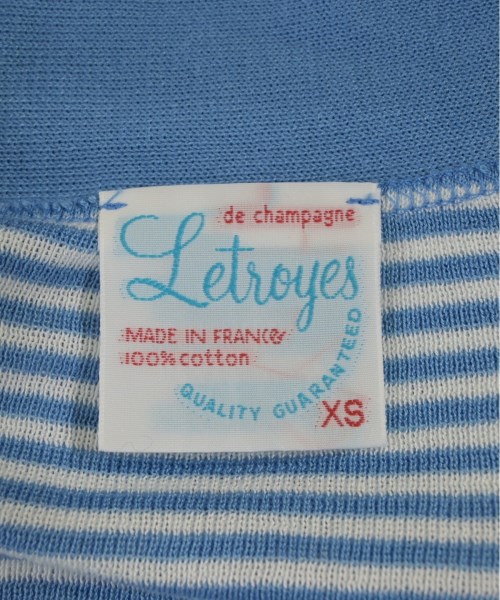 de champagne
Letroyes
MADE IN FRANCE
100% cotton
QUALITY GUARANTEED
XS